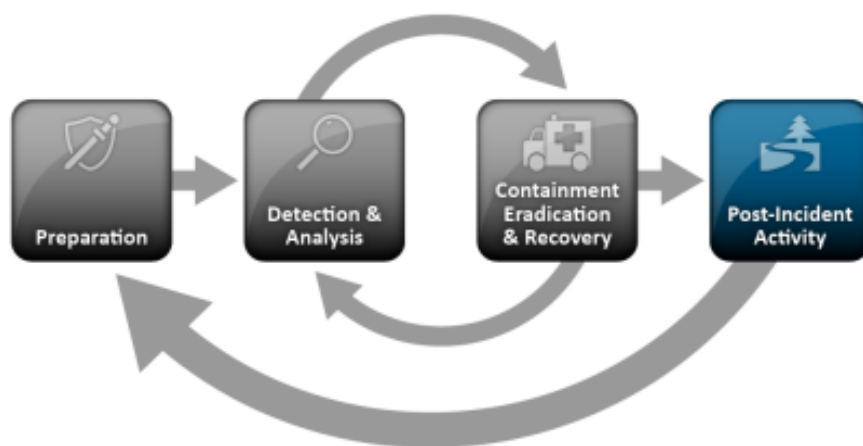 Preparation
Detection &
Analysis
Containment
Eradication
& Recovery
Post-Incident
Activity